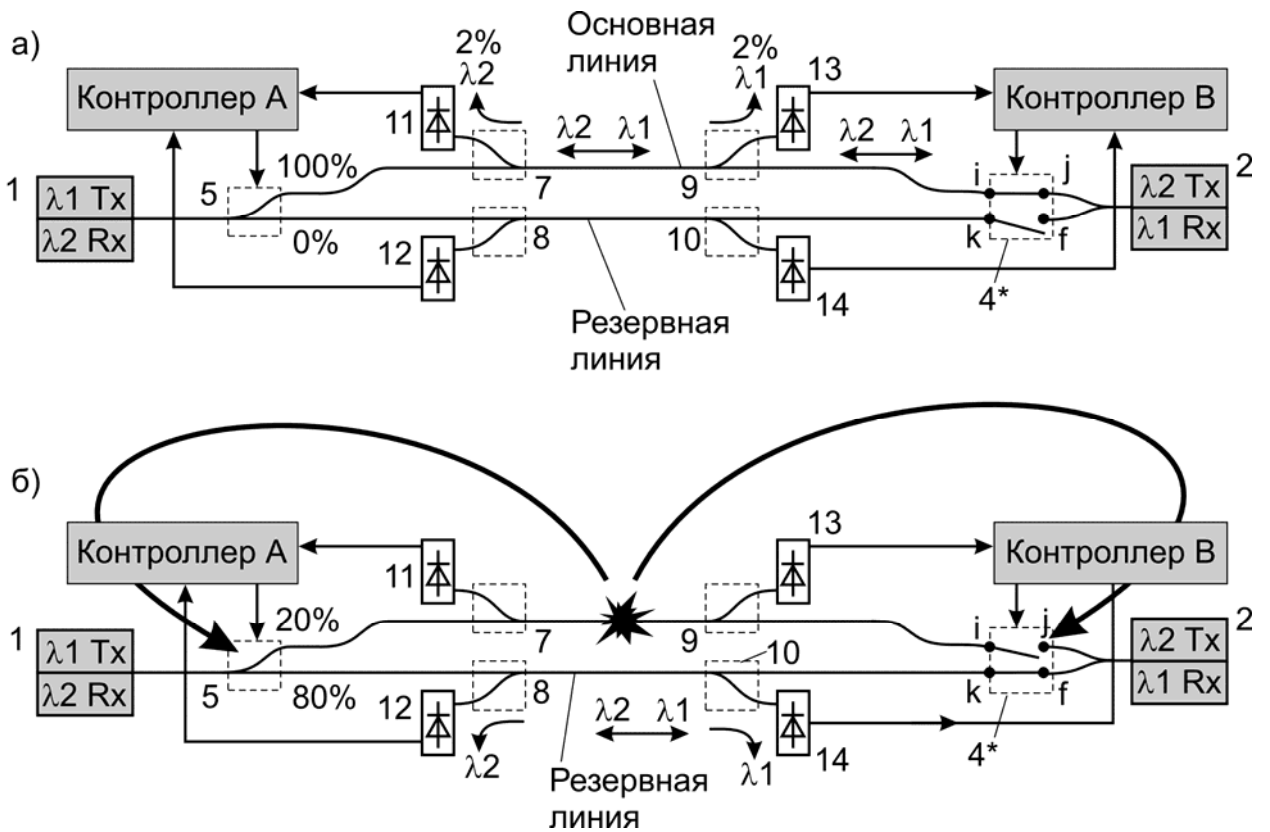 а)
Основная
линия
2%
λ2
2%
λ1
13
Контроллер А
11
λ2 λ1
λ2 λ1
Контроллер В
100%
1
λ1 Tx
λ2 Rx
5
0%
7
9
i
j
2
λ2 Tx
λ1 Rx
12
8
10
k
f
14
4*
Резервная
линия
б)
13
Контроллер А
11
Контроллер В
20%
1
λ1 Tx
λ2 Rx
5
80%
7
9
10
i
j
2
λ2 Tx
λ1 Rx
12
8
λ2 λ1
k
f
λ2
λ1
14
4*
Резервная
линия